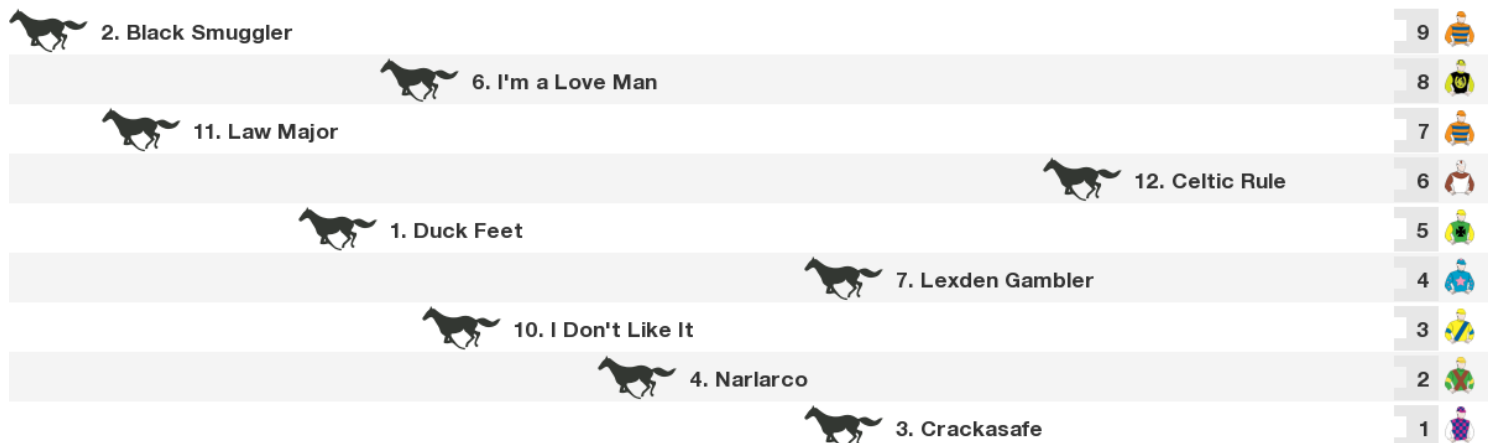 2. Black Smuggler 9
6. I'm a Love Man 8
11. Law Major 7
12. Celtic Rule 6
1. Duck Feet 5
7. Lexden Gambler 4
10. I Don't Like It 3
4. Narlarco 2
3. Crackasafe 1